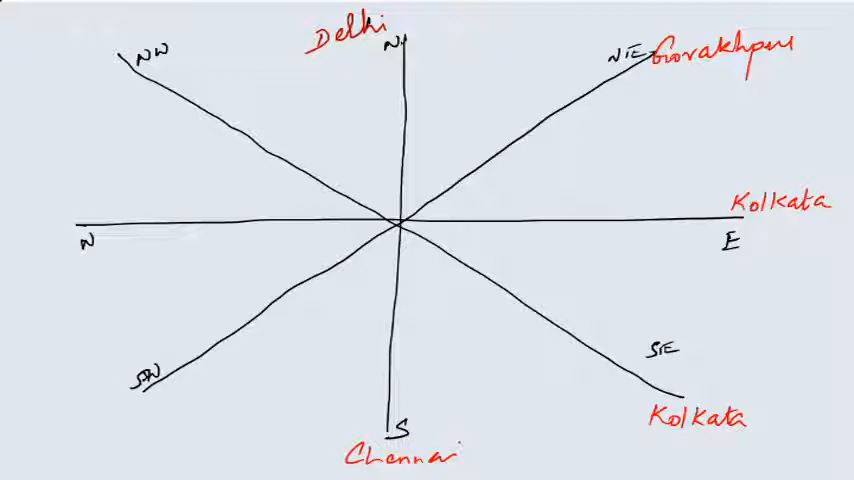 Delhi
N
NW
NE Gorakhpur
Kolkata
N
E
SW
SE
Kolkata
S
Chennai